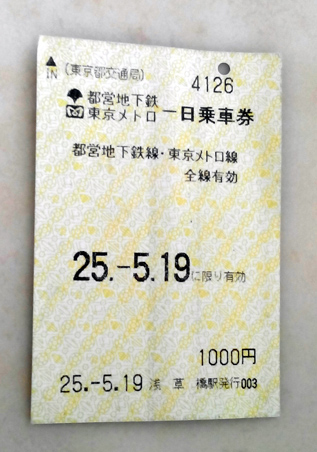 ▲
IN
(東京都交通局)
4126
都営地下鉄
東京メトロ 一日乗車券
都営地下鉄線・東京メトロ線
全線有効
25.-5.19に限り有効
1000円
25.-5.19 浅 草 橋駅発行003